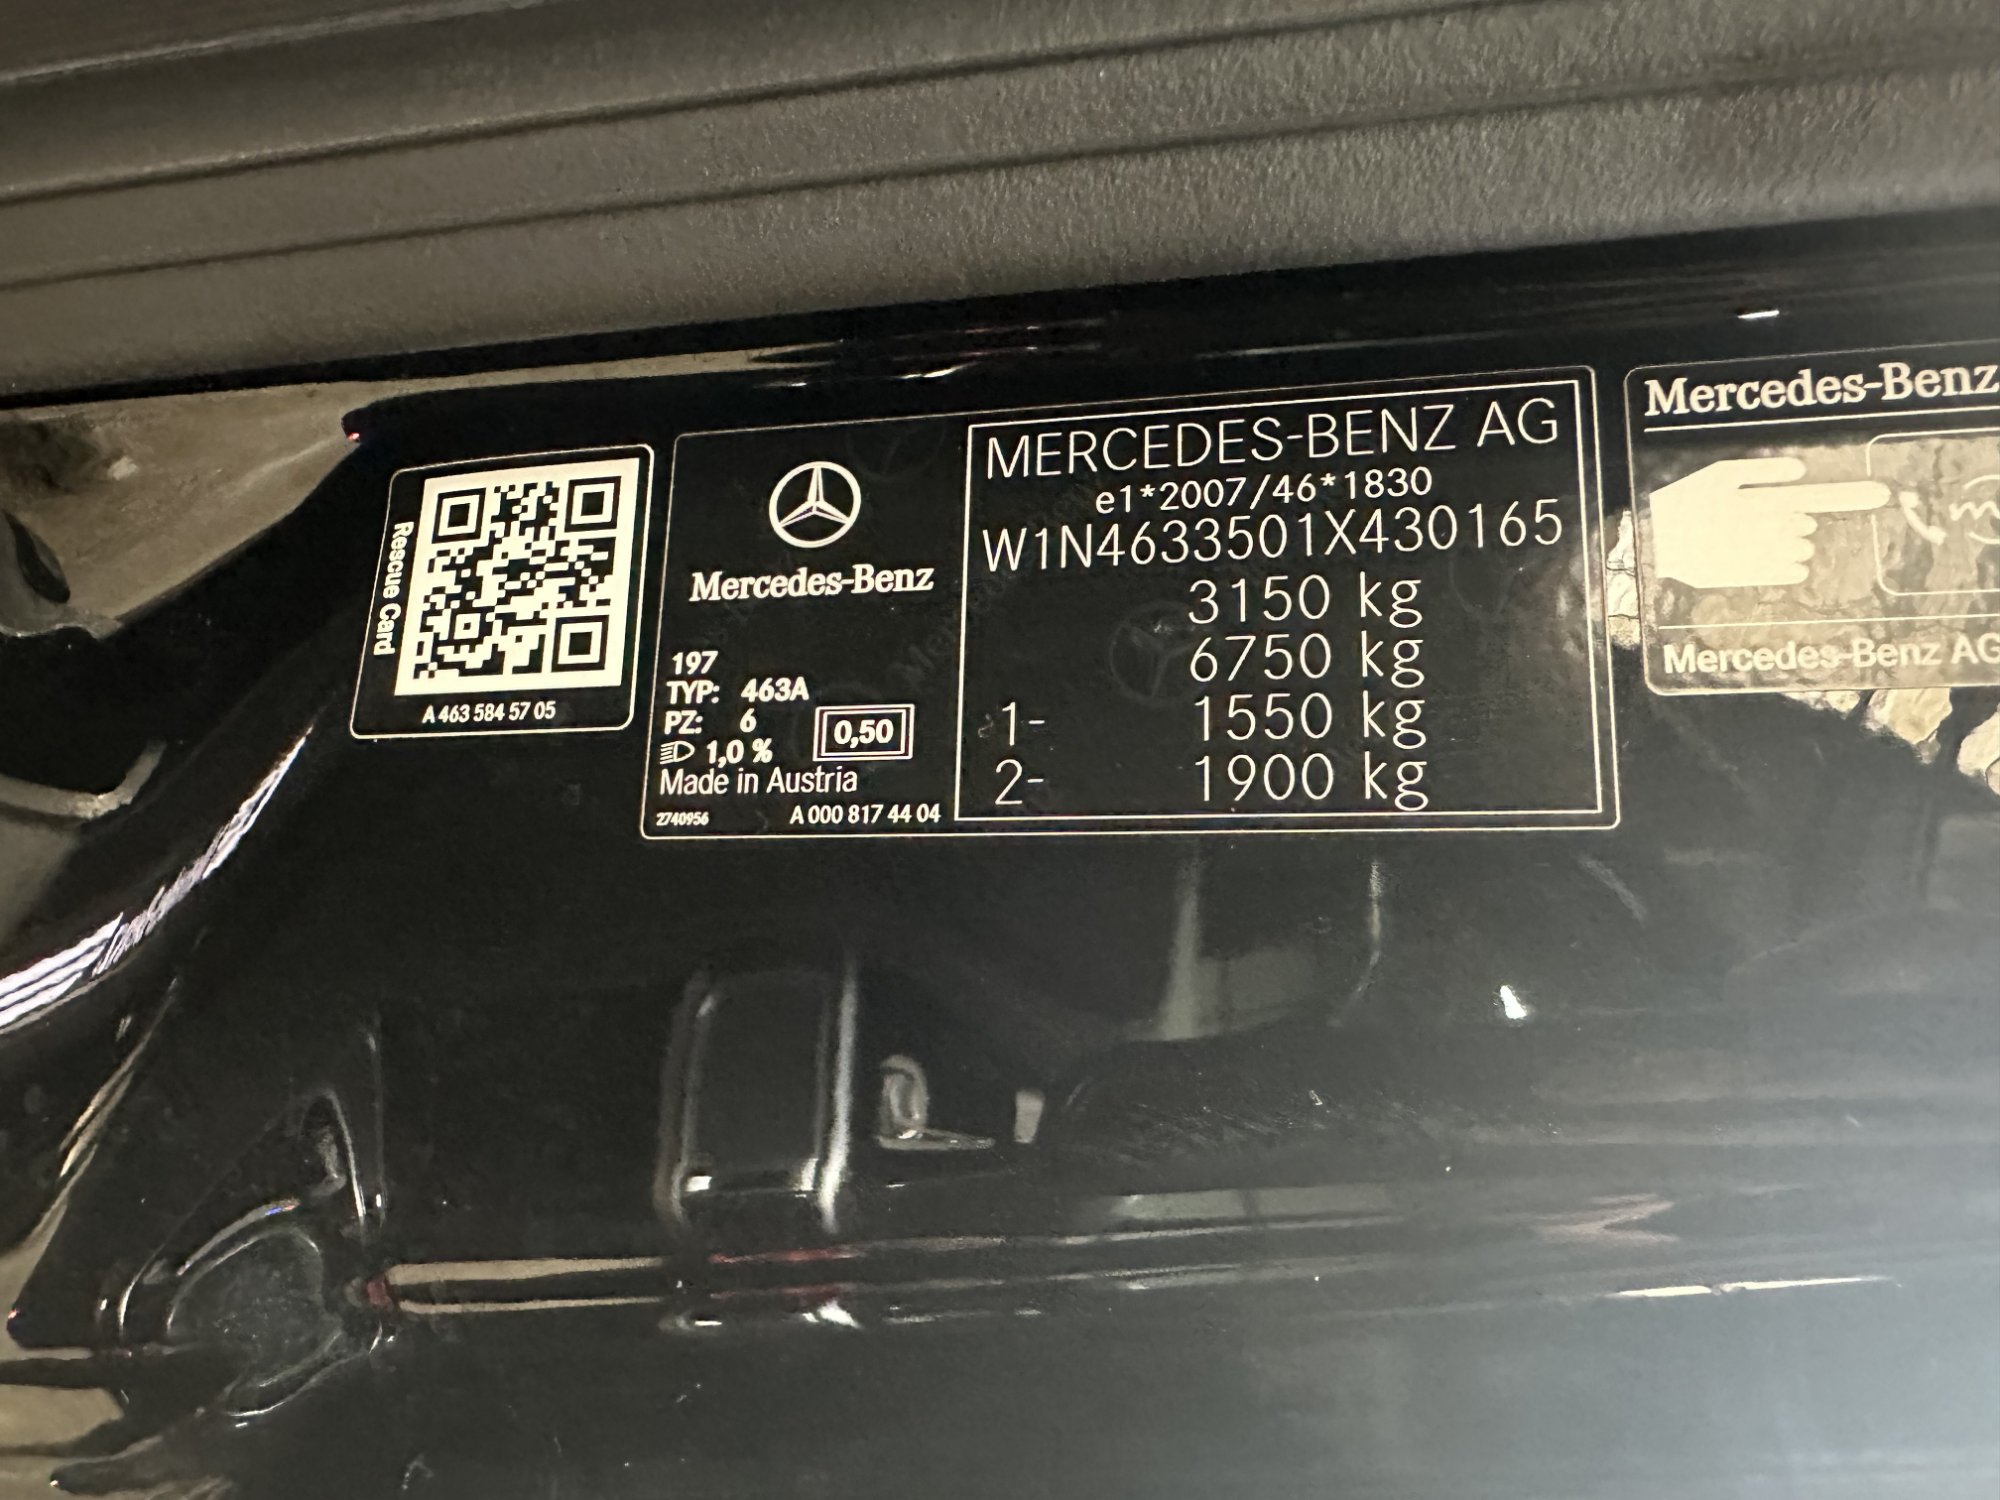 Rescue Card
A 463 584 57 05
Mercedes-Benz
197
TYP: 463A
PZ: 6
1,0 %
0,50
Made in Austria
2740956
A 000 817 44 04
MERCEDES-BENZ AG
e1*2007/46*1830
W1N4633501X430165
3150 kg
6750 kg
1- 1550 kg
2- 1900 kg
Mercedes-Benz
Mercedes-Benz AG